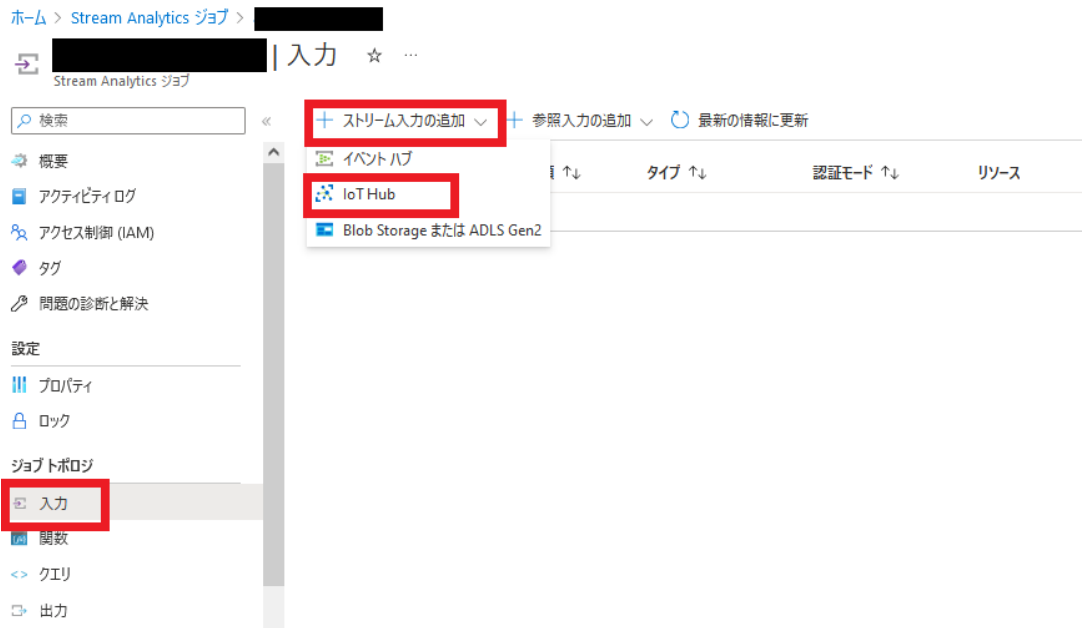 ホーム > Stream Analytics ジョブ >
| 入力 ☆ …
Stream Analytics ジョブ
検索 «
+ ストリーム入力の追加 + 参照入力の追加 最新の情報に更新
イベント ハブ
IoT Hub
Blob Storage または ADLS Gen2
↑↓ タイプ ↑↓ 認証モード ↑↓ リソース
概要
アクティビティ ログ
アクセス制御 (IAM)
タグ
問題の診断と解決
設定
プロパティ
ロック
ジョブ トポロジ
入力
関数
<> クエリ
出力